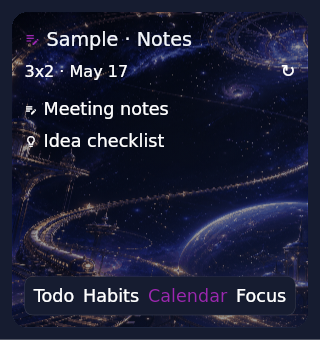 Sample · Notes
3x2 · May 17 ↻
Meeting notes
Idea checklist
Todo Habits Calendar Focus